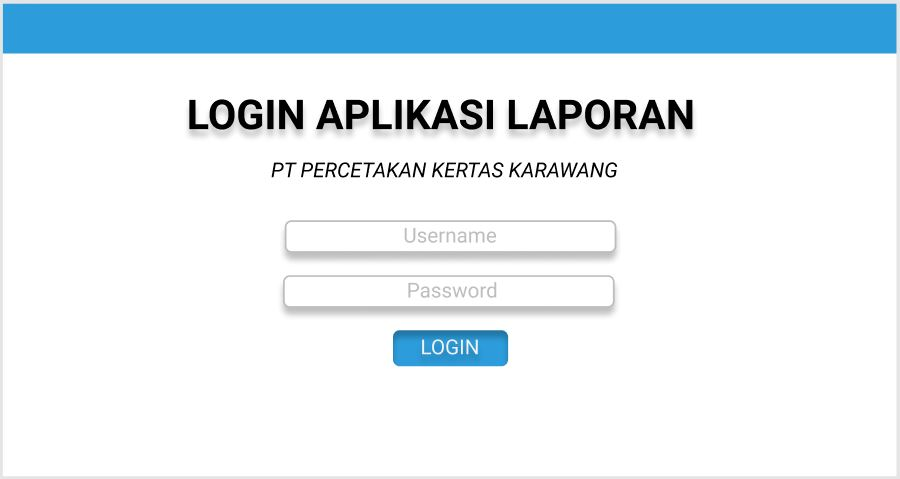 LOGIN APLIKASI LAPORAN
PT PERCETAKAN KERTAS KARAWANG
Username
Password
LOGIN